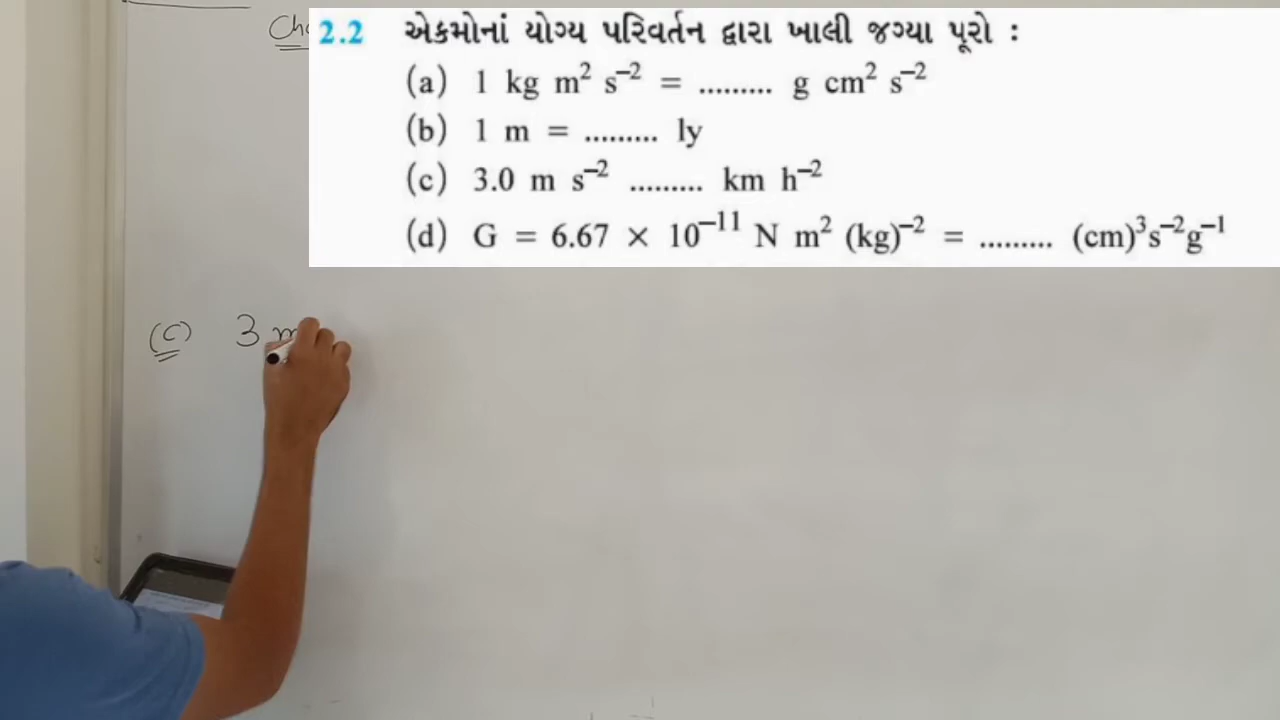 Ch
2.2 એકમોનાં યોગ્ય પરિવર્તન દ્વારા ખાલી જગ્યા પૂરો :
(a) 1 kg m² s⁻² = ......... g cm² s⁻²
(b) 1 m = ......... ly
(c) 3.0 m s⁻² ......... km h⁻²
(d) G = 6.67 × 10⁻¹¹ N m² (kg)⁻² = ......... (cm)³s⁻²g⁻¹
(c) 3 m